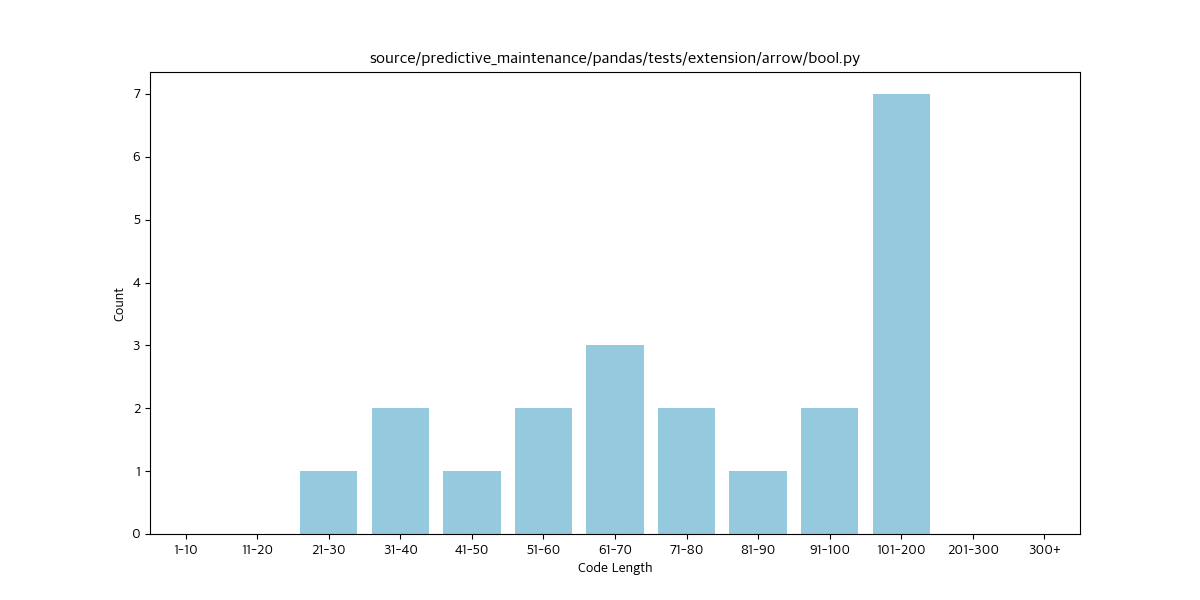 source/predictive_maintenance/pandas/tests/extension/arrow/bool.py
7
6
5
4
3
2
1
0
Count
1-10 11-20 21-30 31-40 41-50 51-60 61-70 71-80 81-90 91-100 101-200 201-300 300+
Code Length